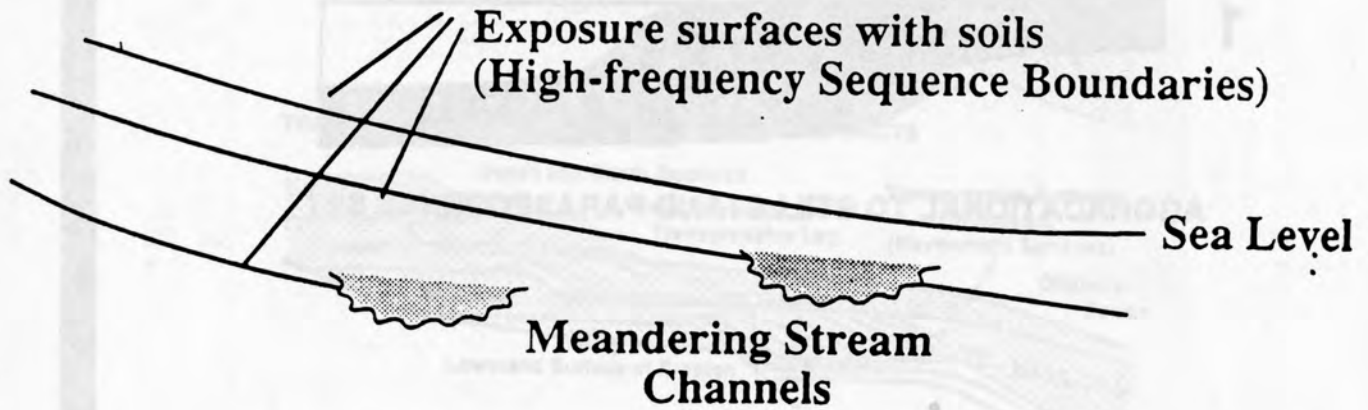 Exposure surfaces with soils
(High-frequency Sequence Boundaries)
Sea Level
Meandering Stream
Channels